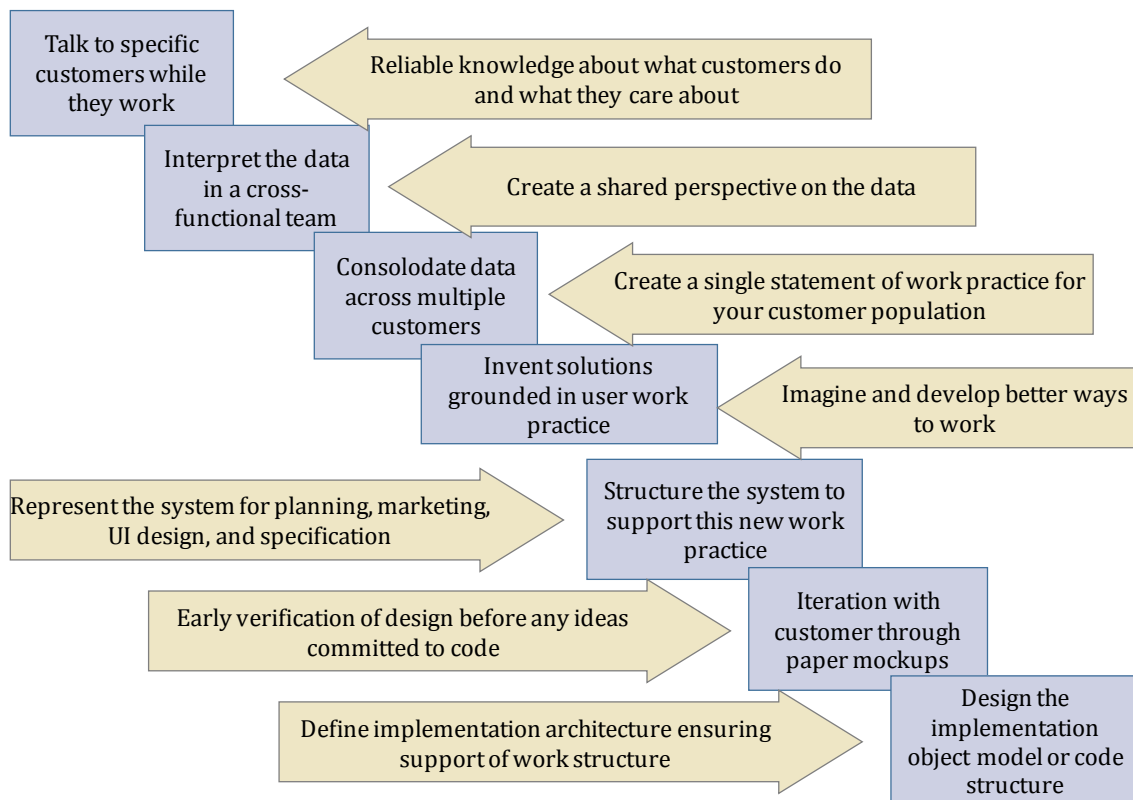 Talk to specific
customers while
they work
Reliable knowledge about what customers do
and what they care about
Interpret the data
in a cross-
functional team
Create a shared perspective on the data
Consolodate data
across multiple
customers
Create a single statement of work practice for
your customer population
Invent solutions
grounded in user work
practice
Imagine and develop better ways
to work
Represent the system for planning, marketing,
UI design, and specification
Structure the system to
support this new work
practice
Early verification of design before any ideas
committed to code
Iteration with
customer through
paper mockups
Define implementation architecture ensuring
support of work structure
Design the
implementation
object model or code
structure